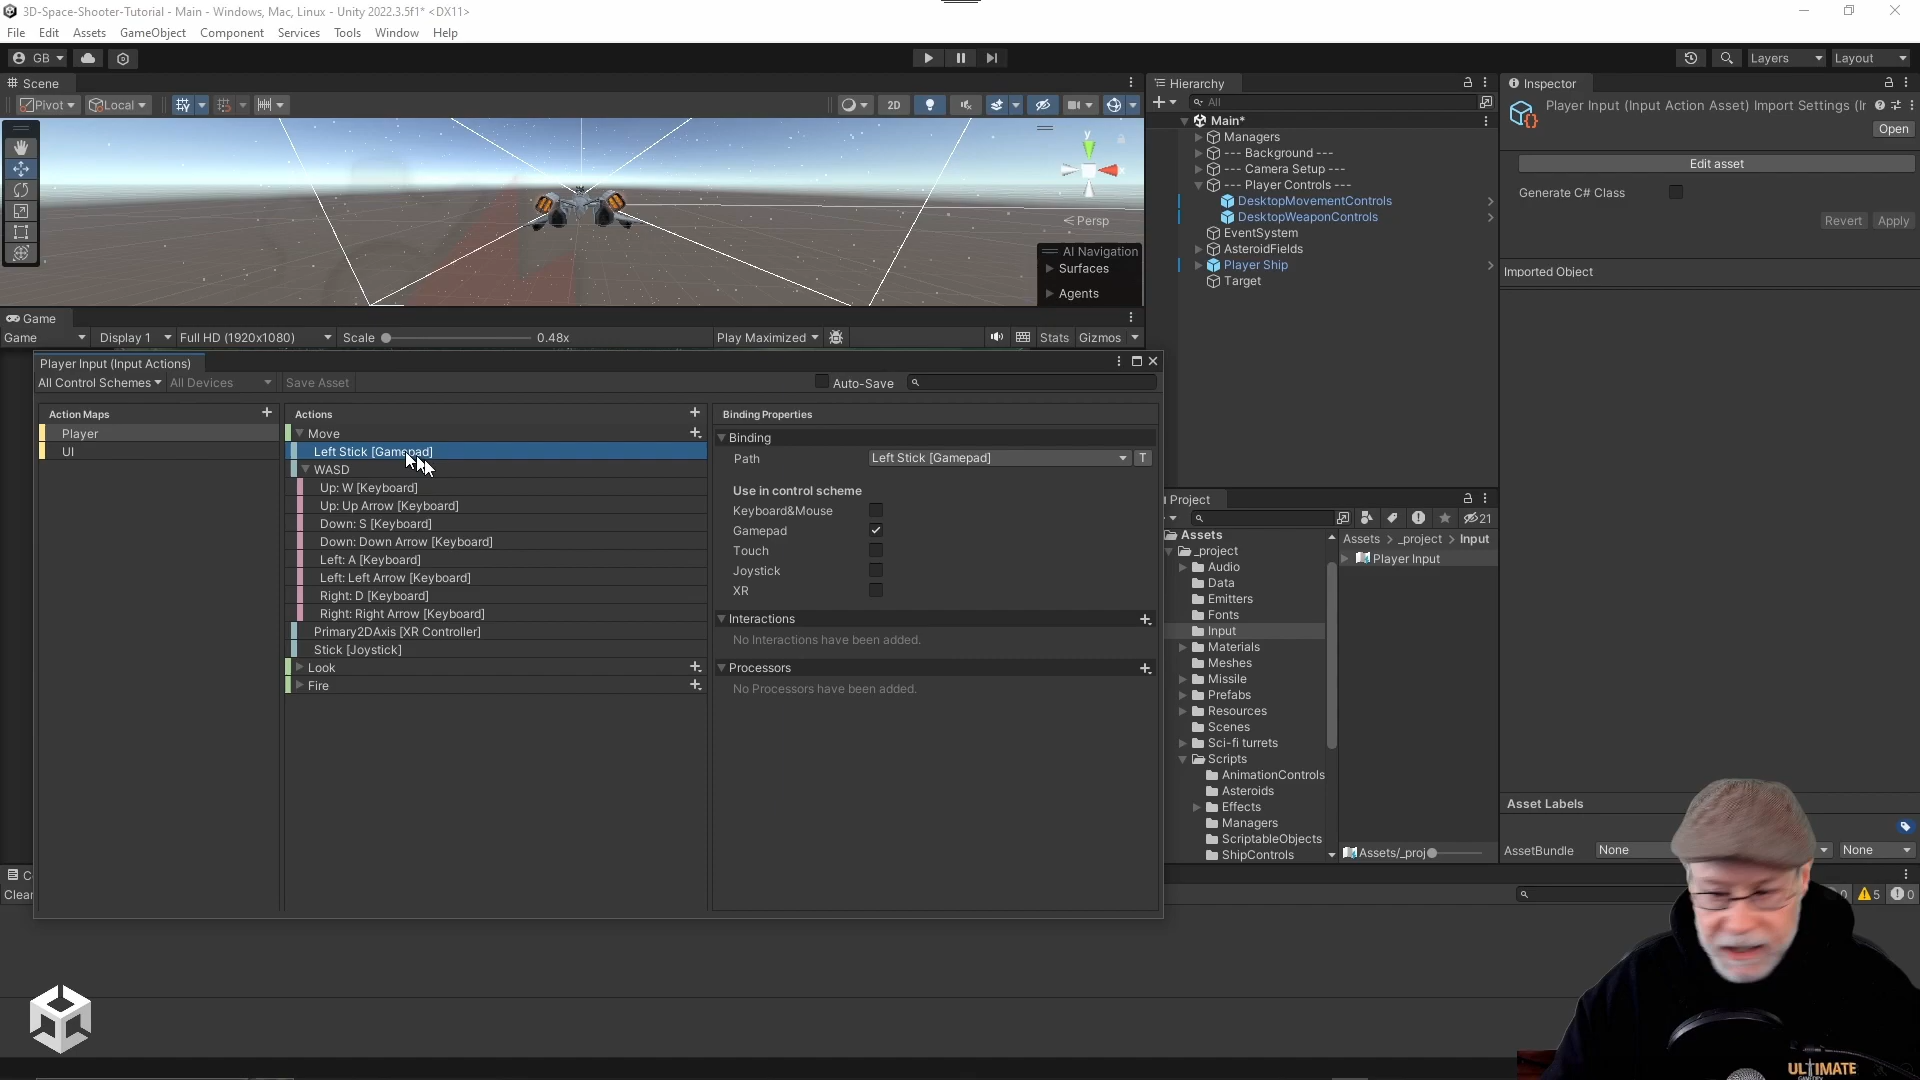 3D-Space-Shooter-Tutorial - Main - Windows, Mac, Linux - Unity 2022.3.5f1* <DX11>
File Edit Assets GameObject Component Services Tools Window Help
GB Layers Layout
Scene
Pivot Local 2D
y
Persp
AI Navigation
Surfaces
Agents
Game
Game Display 1 Full HD (1920x1080) Scale 0.48x Play Maximized Stats Gizmos
Player Input (Input Actions)
All Control Schemes All Devices Save Asset Auto-Save
Action Maps
Player
UI
Actions
Move
Left Stick [Gamepad]
WASD
Up: W [Keyboard]
Up: Up Arrow [Keyboard]
Down: S [Keyboard]
Down: Down Arrow [Keyboard]
Left: A [Keyboard]
Left: Left Arrow [Keyboard]
Right: D [Keyboard]
Right: Right Arrow [Keyboard]
Primary2DAxis [XR Controller]
Stick [Joystick]
Look
Fire
Binding Properties
Binding
Path Left Stick [Gamepad] T
Use in control scheme
Keyboard&Mouse
Gamepad
Touch
Joystick
XR
Interactions
No Interactions have been added.
Processors
No Processors have been added.
Hierarchy
All
Main*
Managers
--- Background ---
--- Camera Setup ---
--- Player Controls ---
DesktopMovementControls
DesktopWeaponControls
EventSystem
AsteroidFields
Player Ship
Target
Project
21
Assets
_project
Audio
Data
Emitters
Fonts
Input
Materials
Meshes
Missile
Prefabs
Resources
Scenes
Sci-fi turrets
Scripts
AnimationControls
Asteroids
Effects
Managers
ScriptableObjects
ShipControls
Assets > _project > Input
Player Input
Assets/_proj
Inspector
Player Input (Input Action Asset) Import Settings (Ir
Open
Edit asset
Generate C# Class
Revert Apply
Imported Object
Asset Labels
AssetBundle None None
C
Clear
0 5 0
ULTIMATE